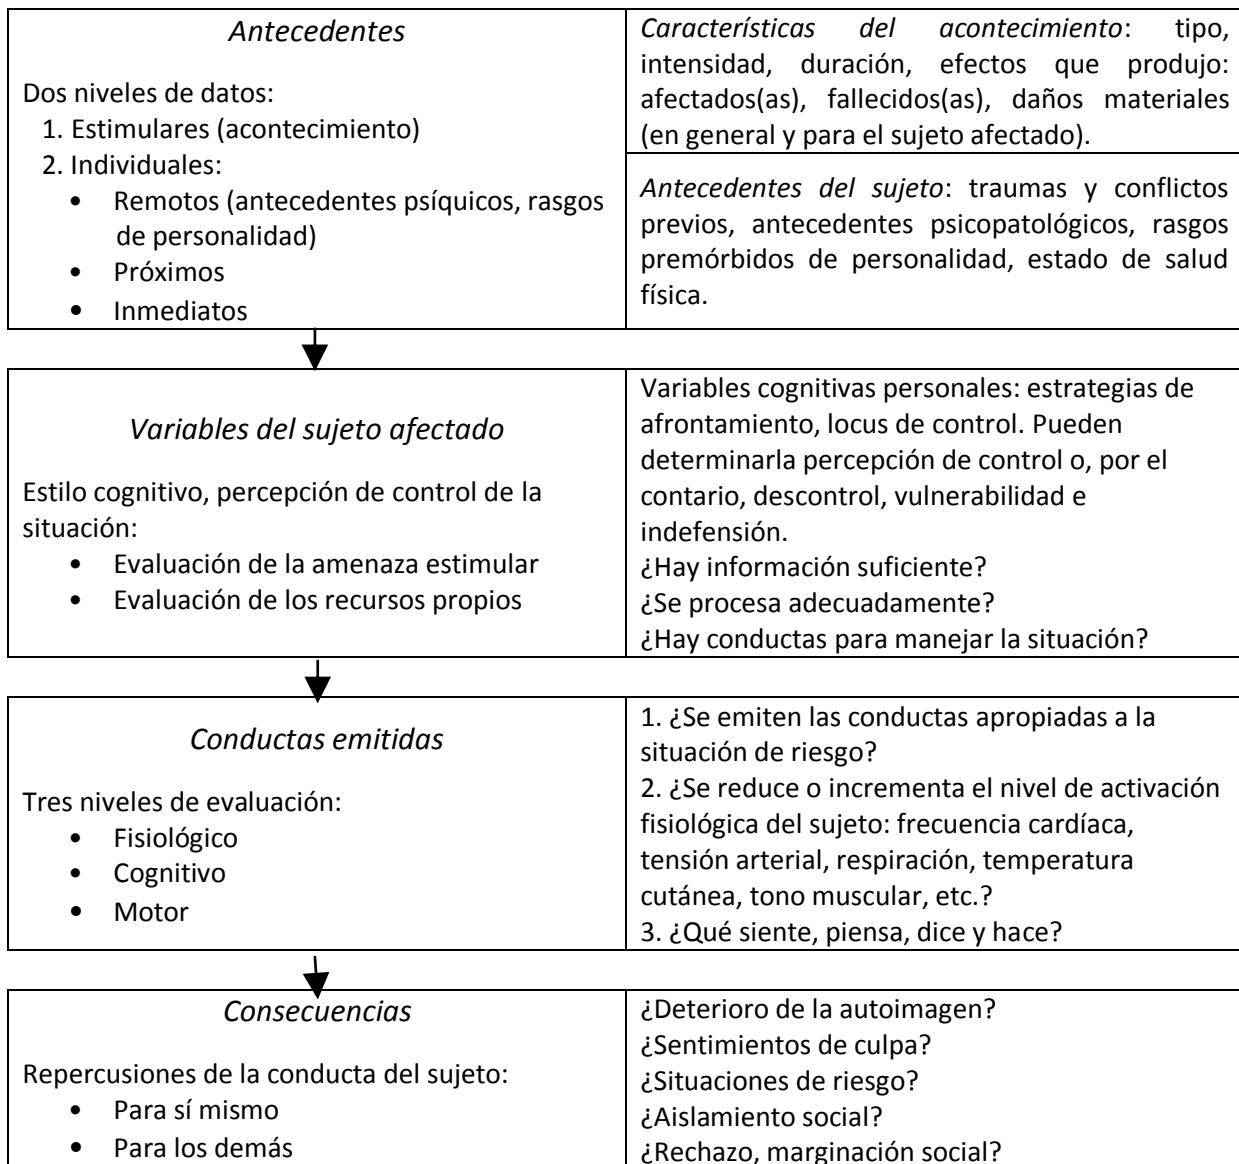 Antecedentes
Dos niveles de datos:
1. Estimulares (acontecimiento)
2. Individuales:
• Remotos (antecedentes psíquicos, rasgos
de personalidad)
• Próximos
• Inmediatos
Características del acontecimiento: tipo,
intensidad, duración, efectos que produjo:
afectados(as), fallecidos(as), daños materiales
(en general y para el sujeto afectado).
Antecedentes del sujeto: traumas y conflictos
previos, antecedentes psicopatológicos, rasgos
premórbidos de personalidad, estado de salud
física.
Variables del sujeto afectado
Estilo cognitivo, percepción de control de la
situación:
• Evaluación de la amenaza estimular
• Evaluación de los recursos propios
Variables cognitivas personales: estrategias de
afrontamiento, locus de control. Pueden
determinarla percepción de control o, por el
contario, descontrol, vulnerabilidad e
indefensión.
¿Hay información suficiente?
¿Se procesa adecuadamente?
¿Hay conductas para manejar la situación?
Conductas emitidas
Tres niveles de evaluación:
• Fisiológico
• Cognitivo
• Motor
1. ¿Se emiten las conductas apropiadas a la
situación de riesgo?
2. ¿Se reduce o incrementa el nivel de activación
fisiológica del sujeto: frecuencia cardíaca,
tensión arterial, respiración, temperatura
cutánea, tono muscular, etc.?
3. ¿Qué siente, piensa, dice y hace?
Consecuencias
Repercusiones de la conducta del sujeto:
• Para sí mismo
• Para los demás
¿Deterioro de la autoimagen?
¿Sentimientos de culpa?
¿Situaciones de riesgo?
¿Aislamiento social?
¿Rechazo, marginación social?